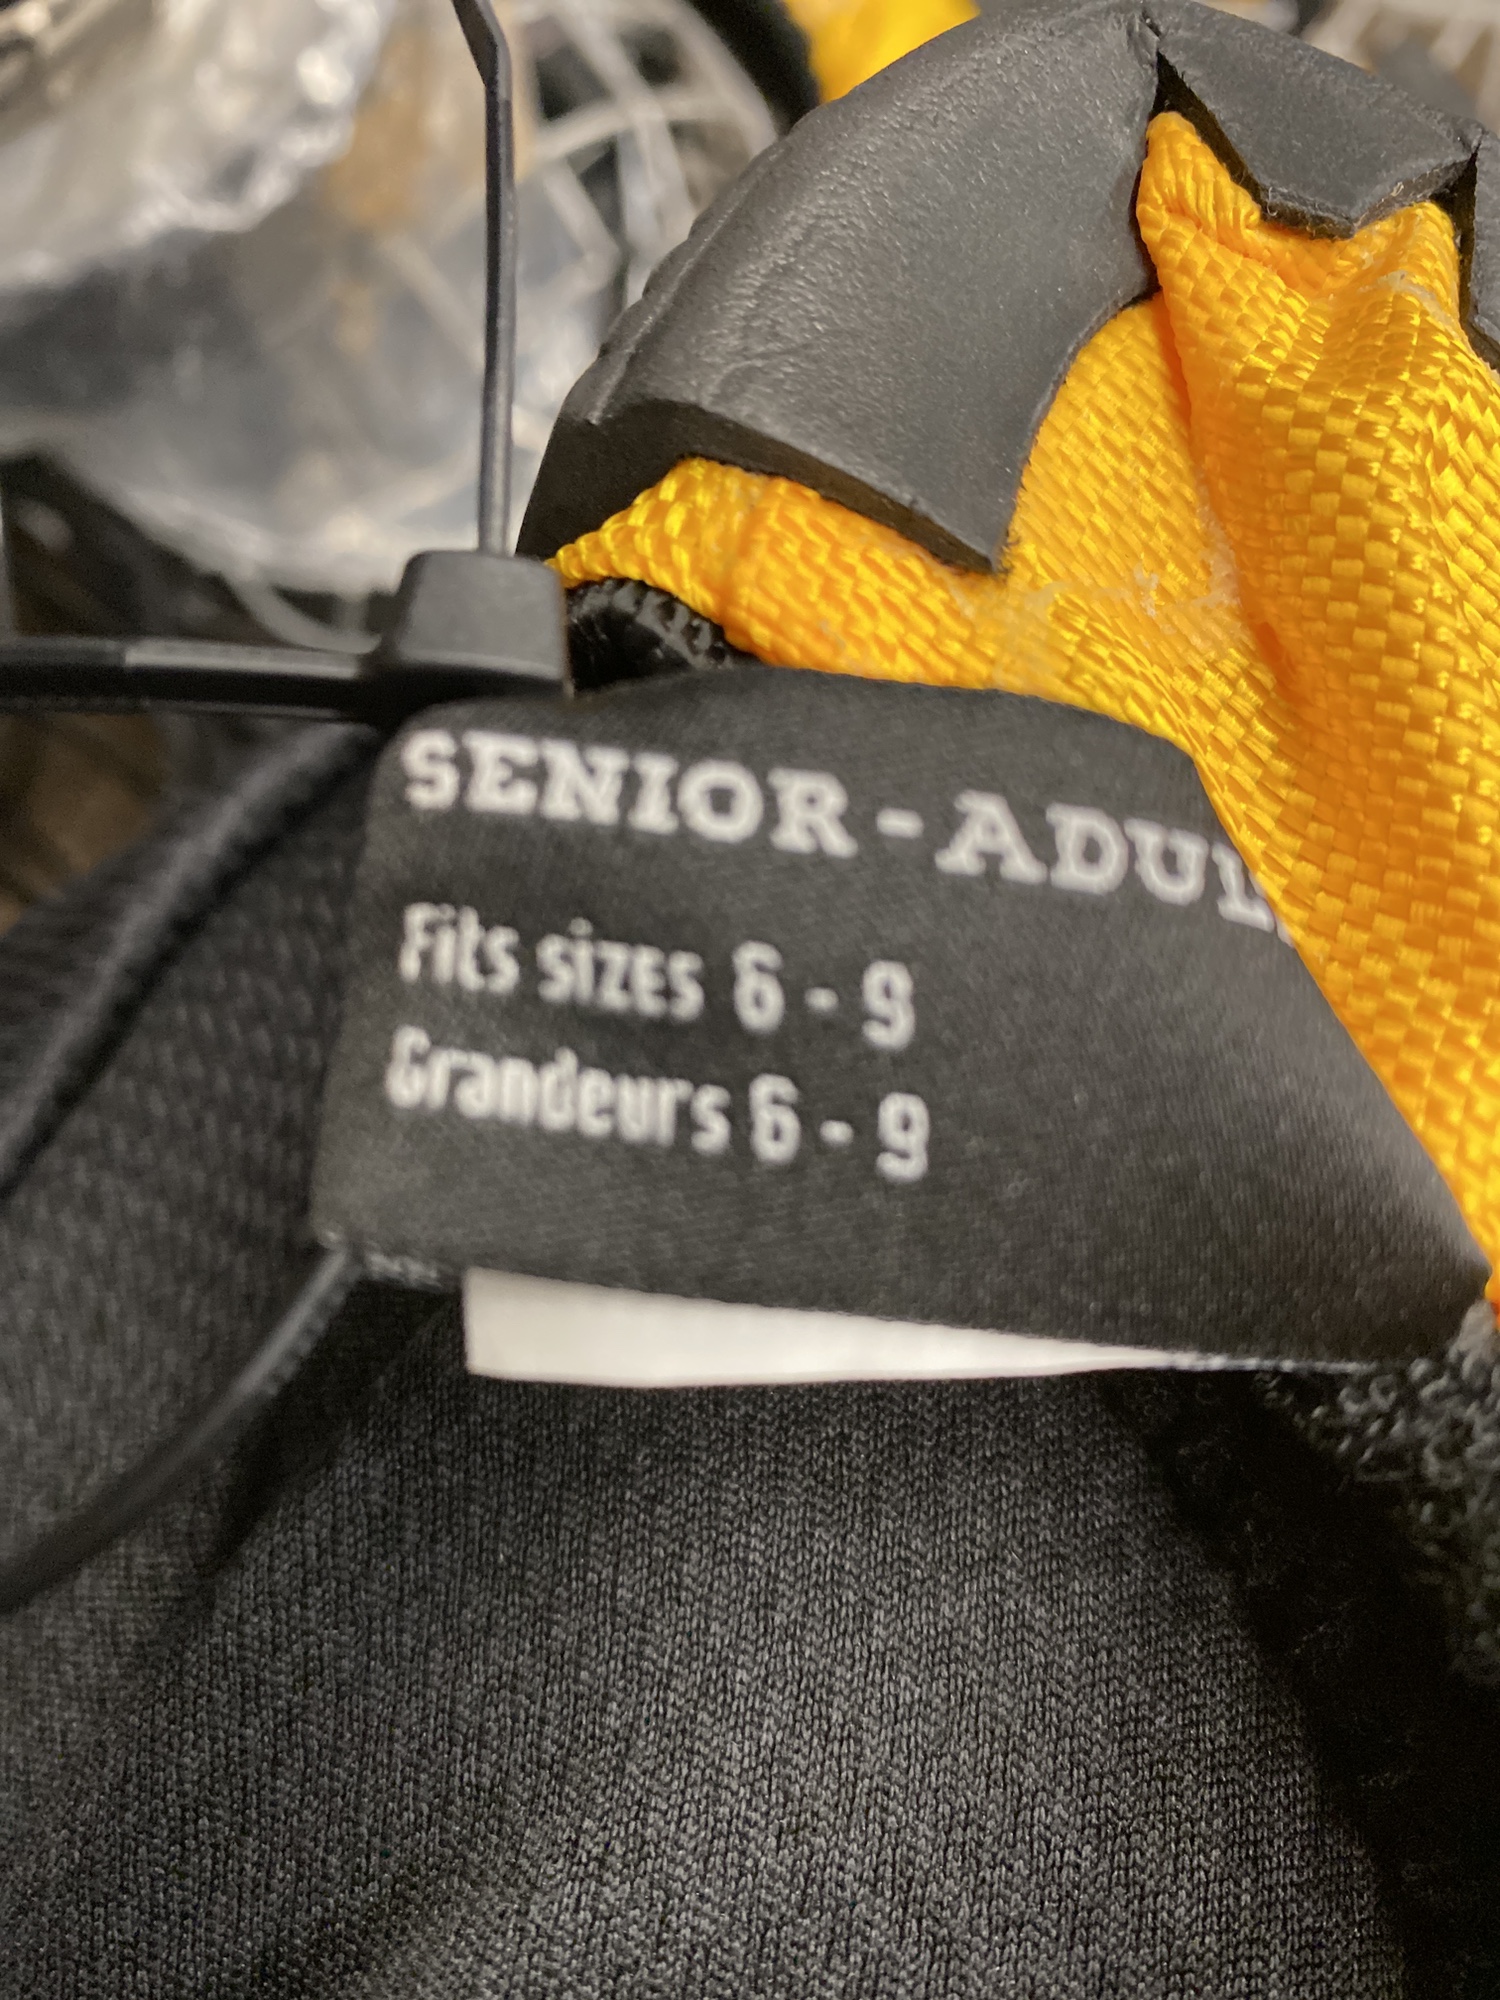 SENIOR - ADUL
Fits sizes 6 - 9
Grandeurs 6 - 9